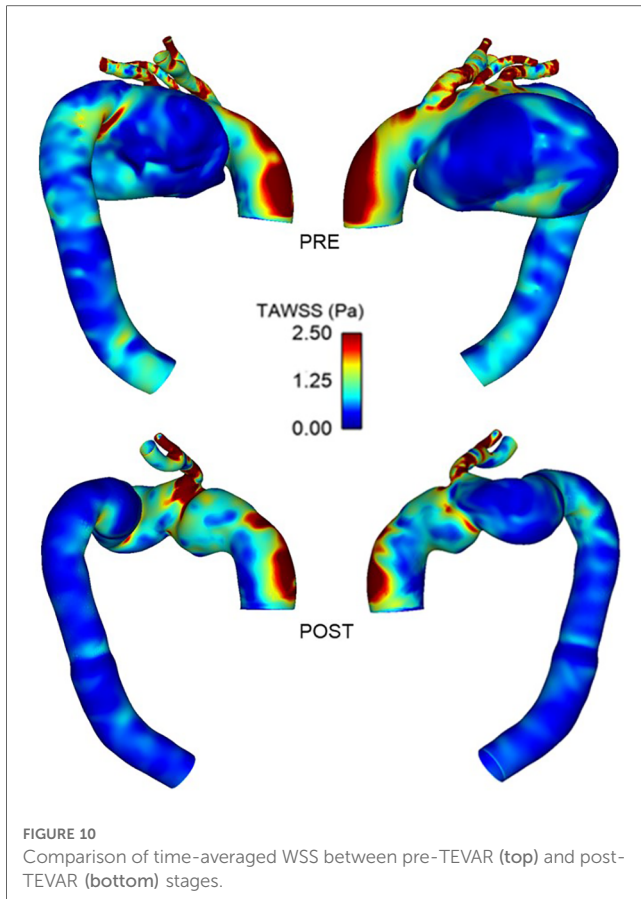 PRE
TAWSS (Pa)
2.50
1.25
0.00
POST
FIGURE 10
Comparison of time-averaged WSS between pre-TEVAR (top) and post-
TEVAR (bottom) stages.